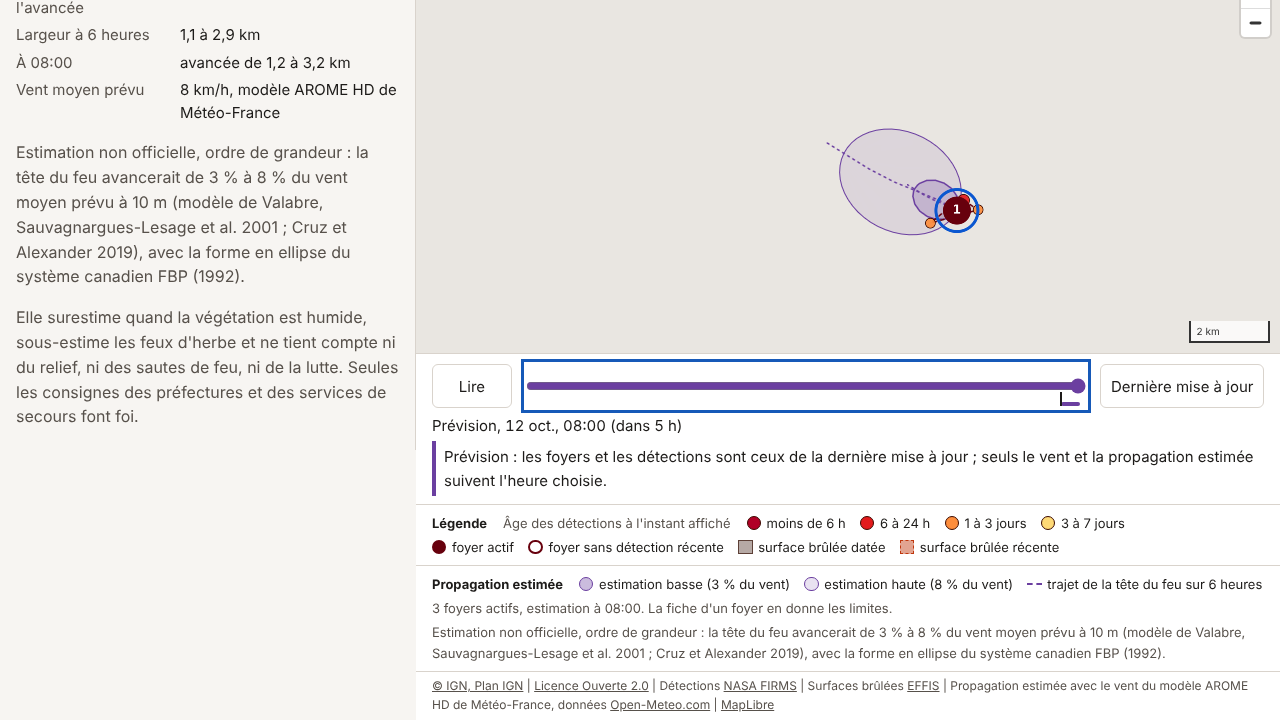 l'avancée
Largeur à 6 heures 1,1 à 2,9 km
À 08:00 avancée de 1,2 à 3,2 km
Vent moyen prévu 8 km/h, modèle AROME HD de
Météo-France
Estimation non officielle, ordre de grandeur : la
tête du feu avancerait de 3 % à 8 % du vent
moyen prévu à 10 m (modèle de Valabre,
Sauvagnargues-Lesage et al. 2001 ; Cruz et
Alexander 2019), avec la forme en ellipse du
système canadien FBP (1992).
Elle surestime quand la végétation est humide,
sous-estime les feux d'herbe et ne tient compte ni
du relief, ni des sautes de feu, ni de la lutte. Seules
les consignes des préfectures et des services de
secours font foi.
1
2 km
Lire
Dernière mise à jour
Prévision, 12 oct., 08:00 (dans 5 h)
Prévision : les foyers et les détections sont ceux de la dernière mise à jour ; seuls le vent et la propagation estimée
suivent l'heure choisie.
Légende Âge des détections à l'instant affiché moins de 6 h 6 à 24 h 1 à 3 jours 3 à 7 jours
foyer actif foyer sans détection récente surface brûlée datée surface brûlée récente
Propagation estimée estimation basse (3 % du vent) estimation haute (8 % du vent) trajet de la tête du feu sur 6 heures
3 foyers actifs, estimation à 08:00. La fiche d'un foyer en donne les limites.
Estimation non officielle, ordre de grandeur : la tête du feu avancerait de 3 % à 8 % du vent moyen prévu à 10 m (modèle de Valabre,
Sauvagnargues-Lesage et al. 2001 ; Cruz et Alexander 2019), avec la forme en ellipse du système canadien FBP (1992).
© IGN, Plan IGN | Licence Ouverte 2.0 | Détections NASA FIRMS | Surfaces brûlées EFFIS | Propagation estimée avec le vent du modèle AROME
HD de Météo-France, données Open-Meteo.com | MapLibre